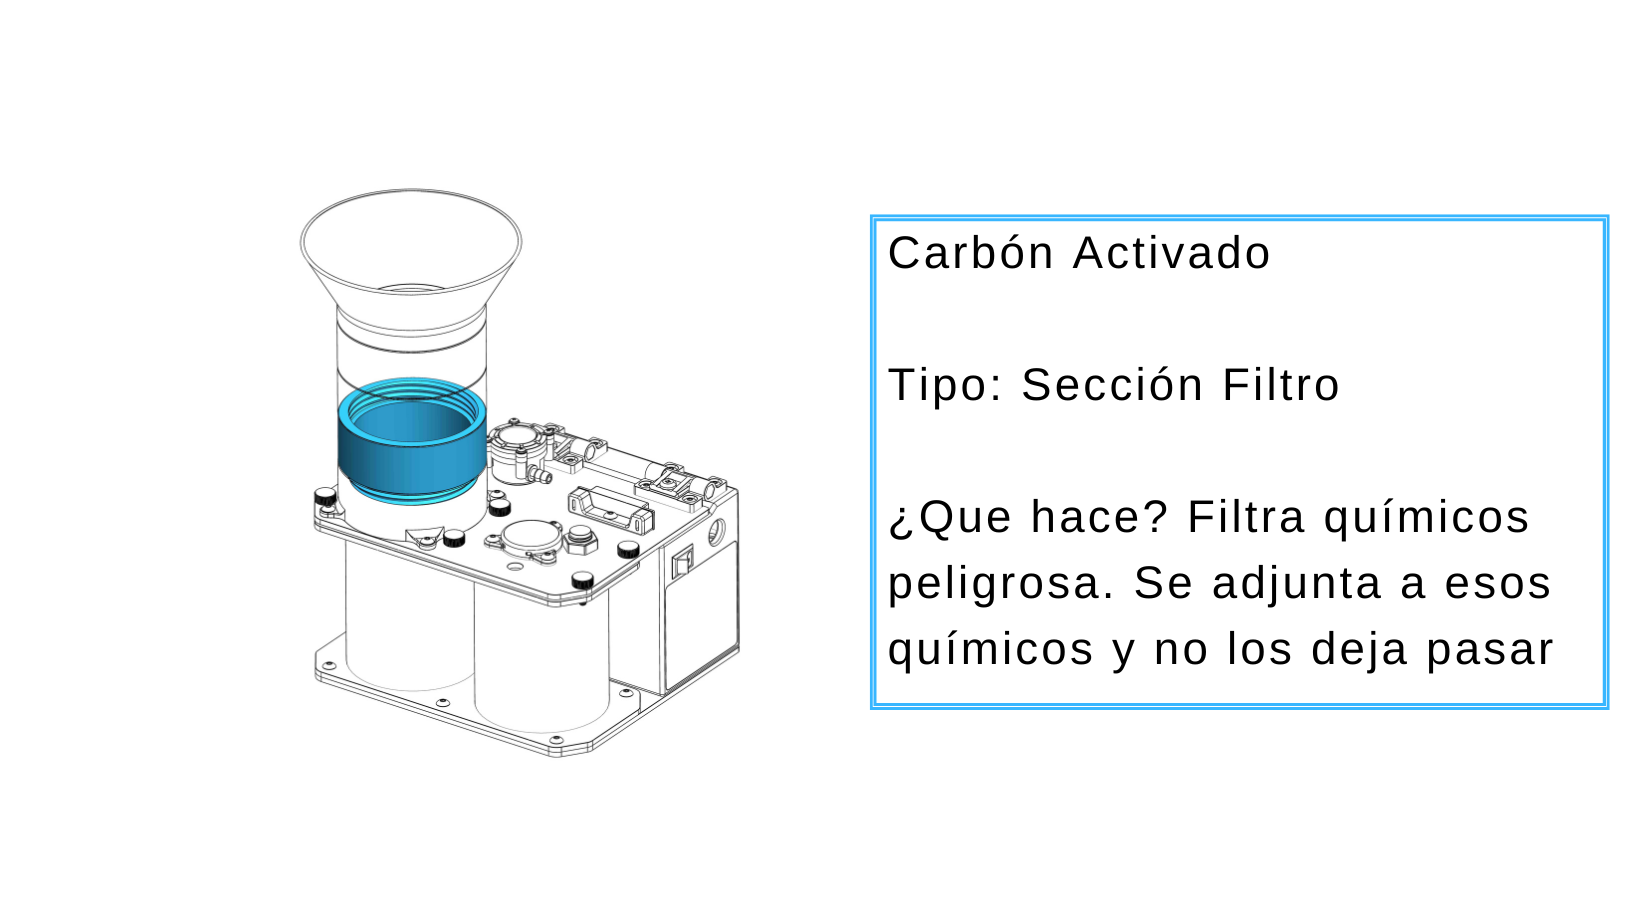 Carbón Activado
Tipo: Sección Filtro
¿Que hace? Filtra químicos
peligrosa. Se adjunta a esos
químicos y no los deja pasar